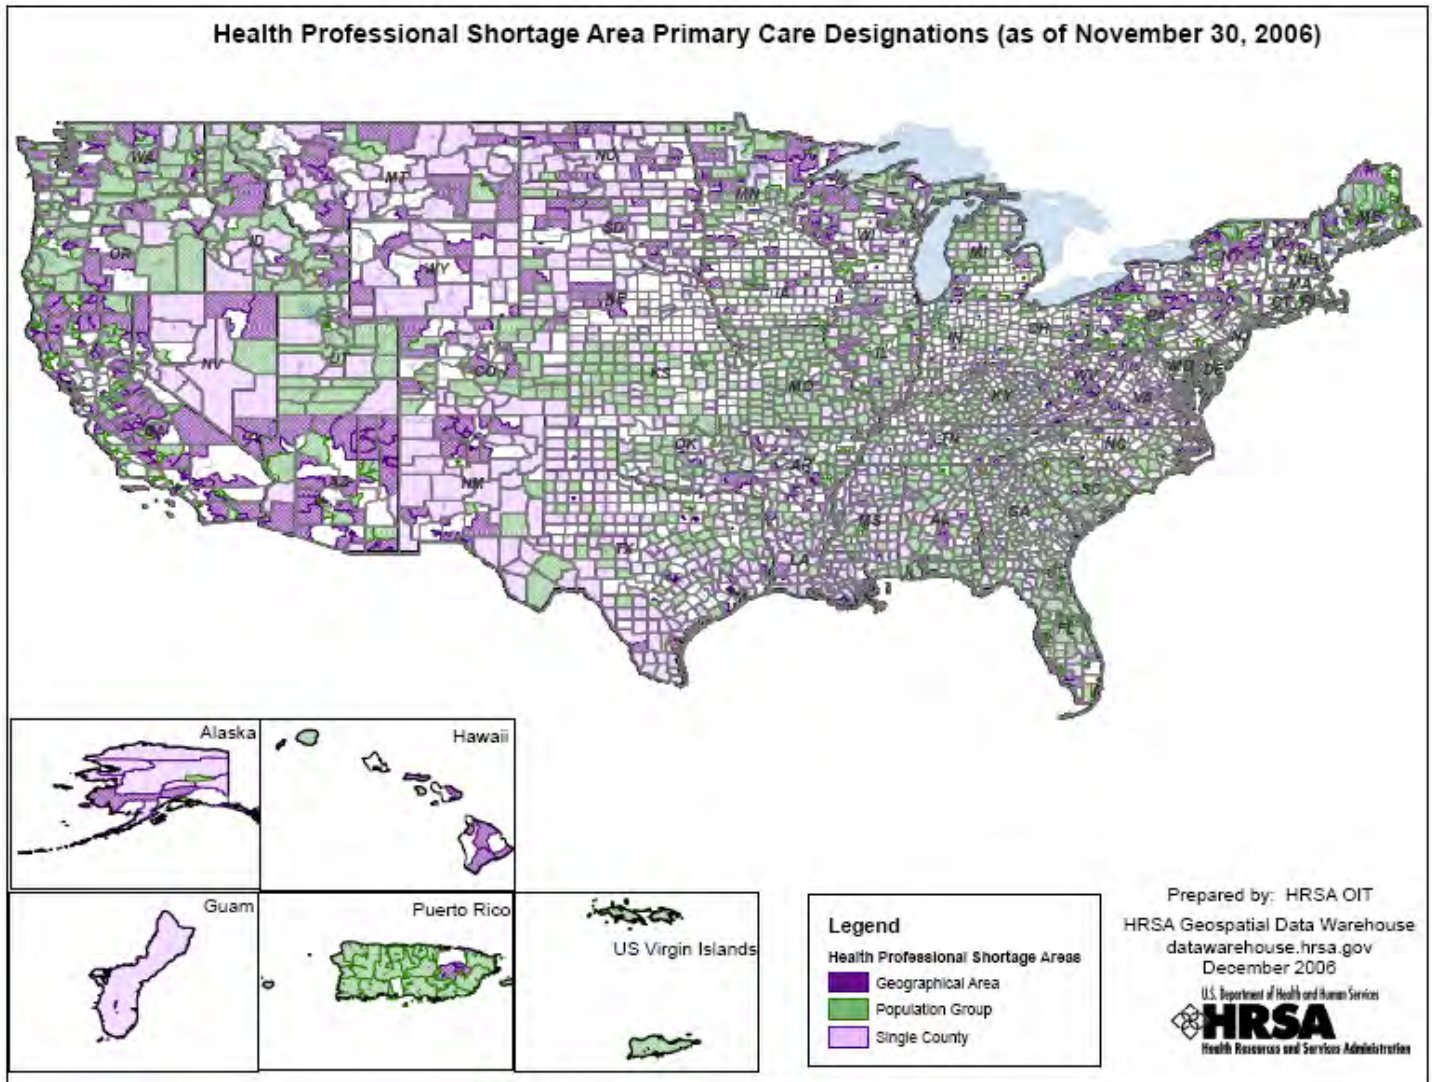 Health Professional Shortage Area Primary Care Designations (as of November 30, 2006)
WA
MT
ND
MN
ME
OR
ID
WY
SD
WI
MI
NY
VT
NH
MA
CT
RI
NE
IA
IL
IN
OH
PA
NJ
NV
UT
CO
KS
MO
KY
WV
VA
MD
DE
CA
AZ
NM
OK
AR
TN
NC
SC
TX
LA
MS
AL
GA
FL
Alaska
Hawaii
Guam
Puerto Rico
US Virgin Islands
Legend
Health Professional Shortage Areas
Geographical Area
Population Group
Single County
Prepared by: HRSA OIT
HRSA Geospatial Data Warehouse
datawarehouse.hrsa.gov
December 2006
U.S. Department of Health and Human Services
HRSA
Health Resources and Services Administration